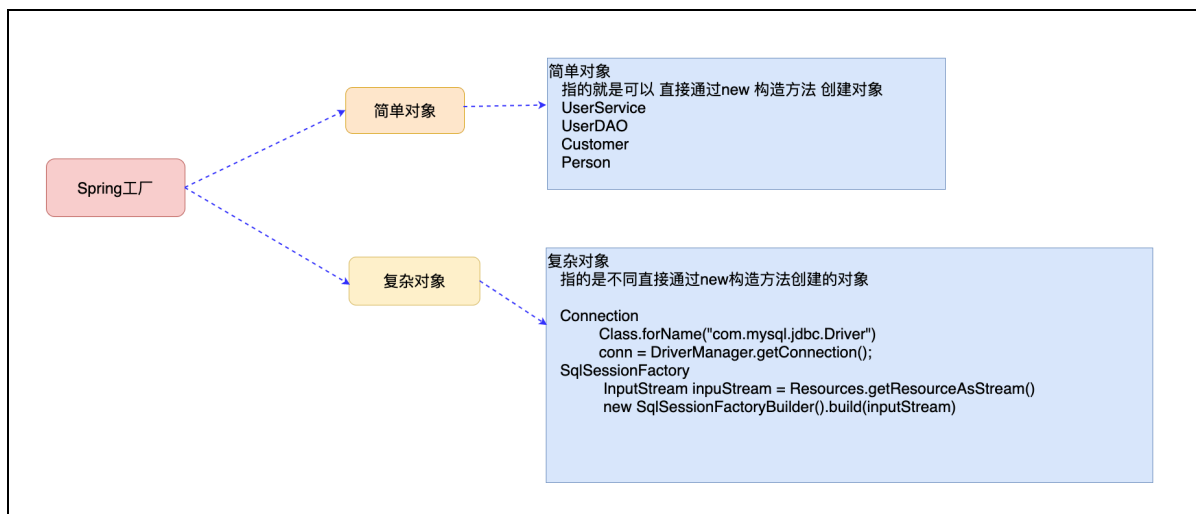 Spring工厂
简单对象
简单对象
指的就是可以 直接通过new 构造方法 创建对象
UserService
UserDAO
Customer
Person
复杂对象
复杂对象
指的是不同直接通过new构造方法创建的对象
Connection
Class.forName("com.mysql.jdbc.Driver")
conn = DriverManager.getConnection();
SqlSessionFactory
InputStream inpuStream = Resources.getResourceAsStream()
new SqlSessionFactoryBuilder().build(inputStream)